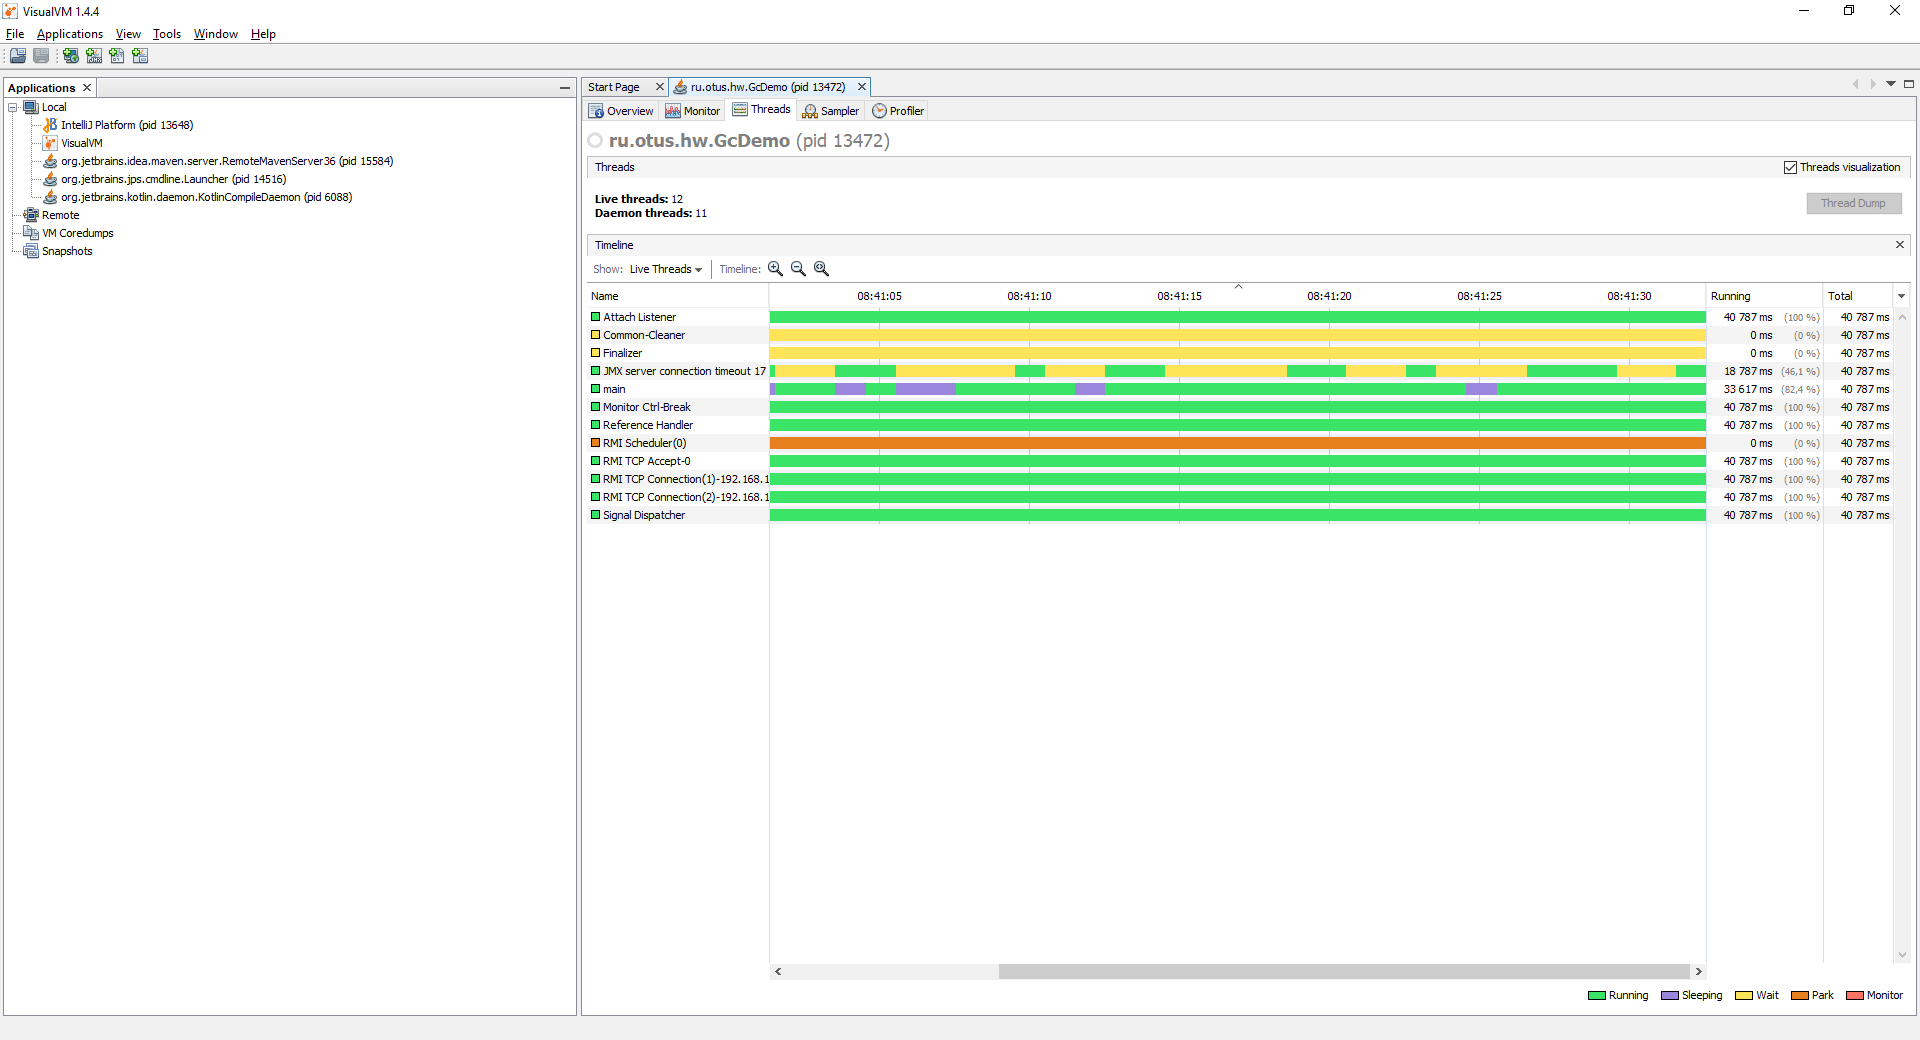 VisualVM 1.4.4
File Applications View Tools Window Help
Applications
Local
IntelliJ Platform (pid 13648)
VisualVM
org.jetbrains.idea.maven.server.RemoteMavenServer36 (pid 15584)
org.jetbrains.jps.cmdline.Launcher (pid 14516)
org.jetbrains.kotlin.daemon.KotlinCompileDaemon (pid 6088)
Remote
VM Coredumps
Snapshots
Start Page ru.otus.hw.GcDemo (pid 13472)
Overview Monitor Threads Sampler Profiler
ru.otus.hw.GcDemo (pid 13472)
Threads Threads visualization
Live threads: 12
Daemon threads: 11
Thread Dump
Timeline
Show: Live Threads Timeline:
Name 08:41:05 08:41:10 08:41:15 08:41:20 08:41:25 08:41:30 Running Total
Attach Listener 40 787 ms (100 %) 40 787 ms
Common-Cleaner 0 ms (0 %) 40 787 ms
Finalizer 0 ms (0 %) 40 787 ms
JMX server connection timeout 17 18 787 ms (46,1 %) 40 787 ms
main 33 617 ms (82,4 %) 40 787 ms
Monitor Ctrl-Break 40 787 ms (100 %) 40 787 ms
Reference Handler 40 787 ms (100 %) 40 787 ms
RMI Scheduler(0) 0 ms (0 %) 40 787 ms
RMI TCP Accept-0 40 787 ms (100 %) 40 787 ms
RMI TCP Connection(1)-192.168.1 40 787 ms (100 %) 40 787 ms
RMI TCP Connection(2)-192.168.1 40 787 ms (100 %) 40 787 ms
Signal Dispatcher 40 787 ms (100 %) 40 787 ms
Running Sleeping Wait Park Monitor